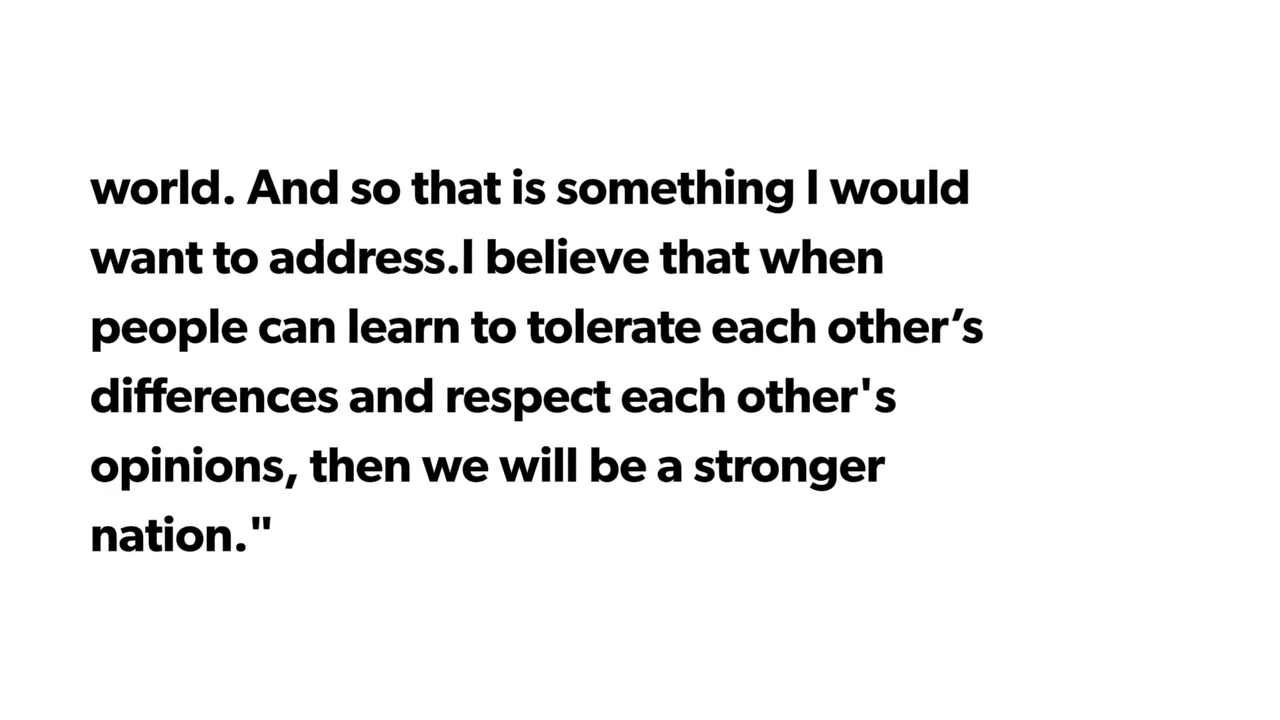 world. And so that is something I would
want to address.I believe that when
people can learn to tolerate each other’s
differences and respect each other's
opinions, then we will be a stronger
nation."